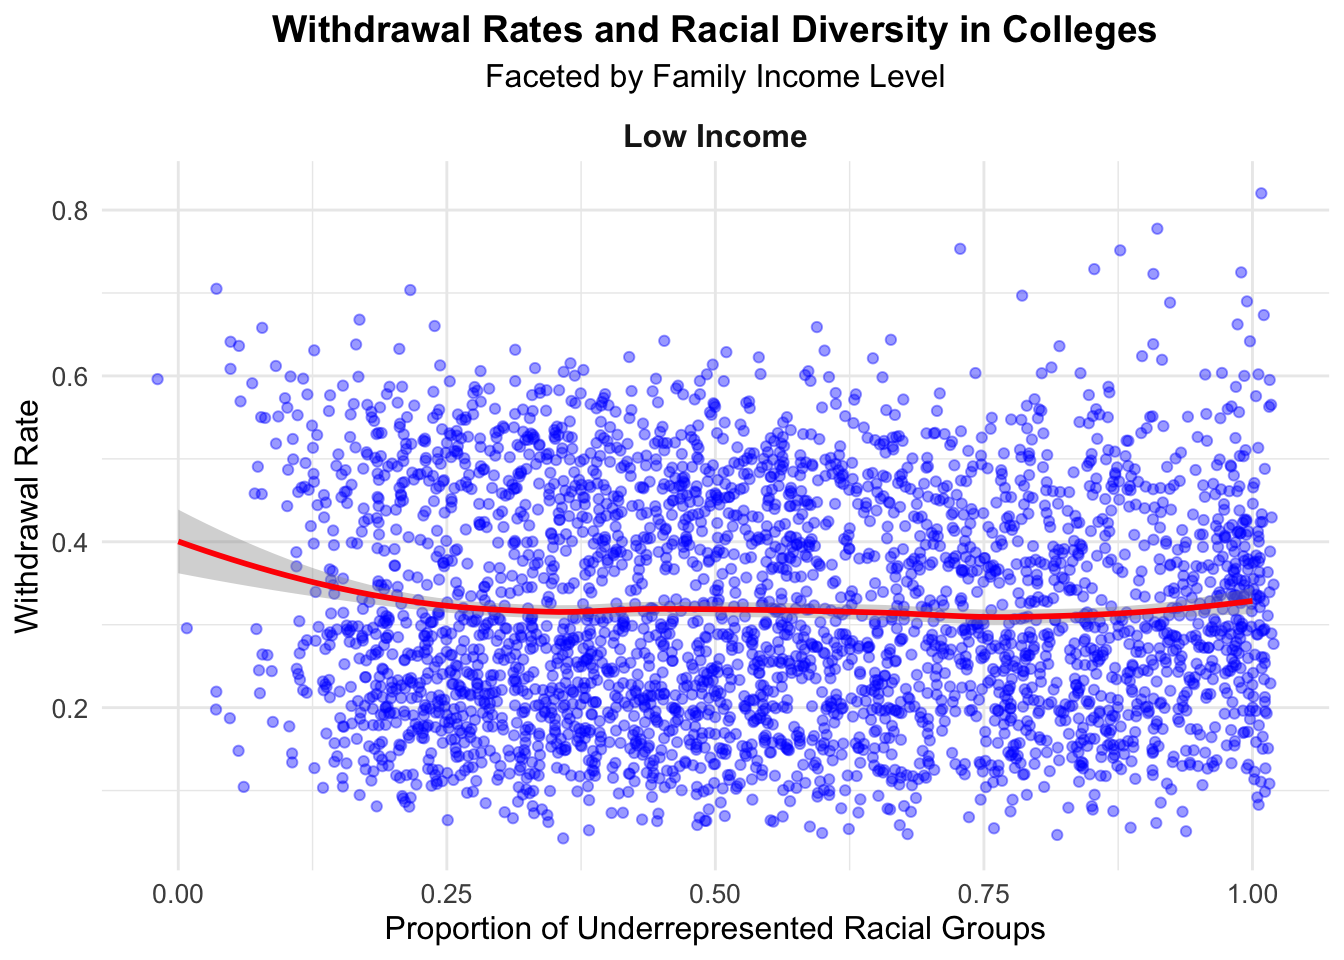 Withdrawal Rates and Racial Diversity in Colleges
Faceted by Family Income Level
Low Income
0.8
0.6
0.4
0.2
Withdrawal Rate
0.00 0.25 0.50 0.75 1.00
Proportion of Underrepresented Racial Groups